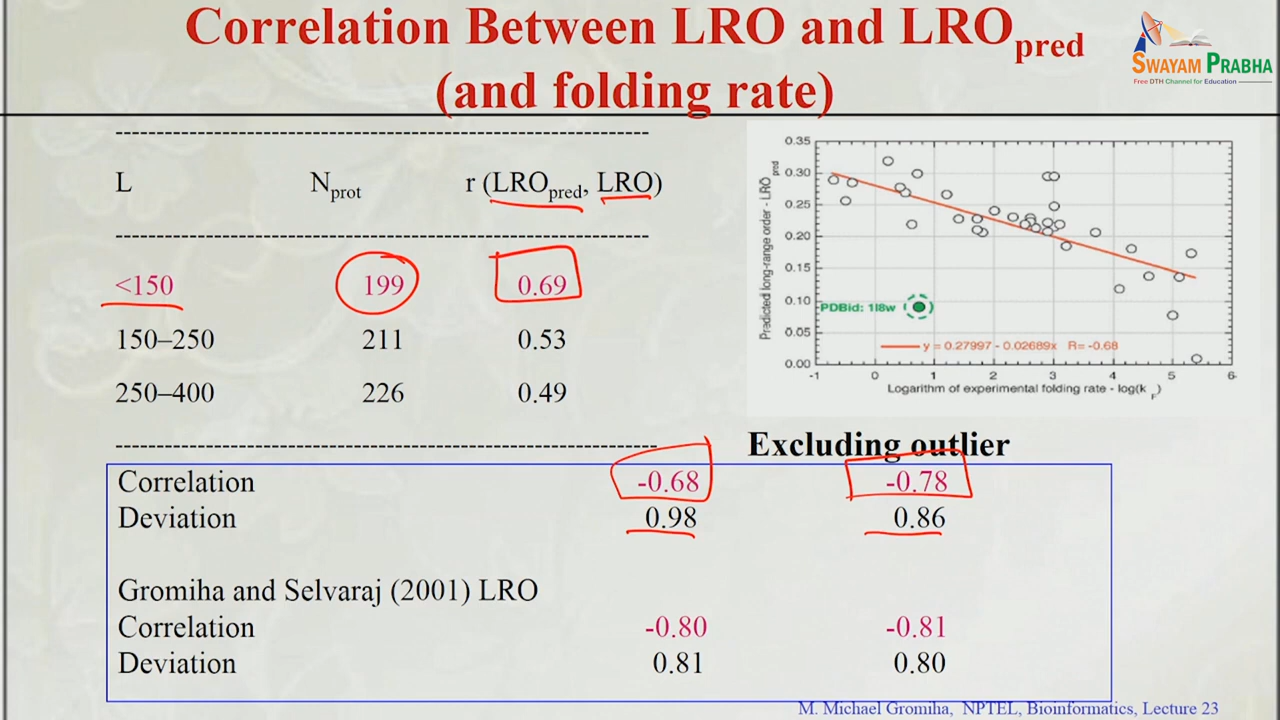 Correlation Between LRO and LROpred
(and folding rate)
SWAYAM PRABHA
Free DTH Channel for Education
L Nprot r (LROpred, LRO)
<150 199 0.69
150–250 211 0.53
250–400 226 0.49
Predicted long-range order - LROpred
0.35
0.30
0.25
0.20
0.15
0.10
0.05
0.00
PDBid: 1l8w
y = 0.27997 - 0.02689x R= -0.68
-1 0 1 2 3 4 5 6
Logarithm of experimental folding rate - log(kF)
Excluding outlier
Correlation -0.68 -0.78
Deviation 0.98 0.86
Gromiha and Selvaraj (2001) LRO
Correlation -0.80 -0.81
Deviation 0.81 0.80
M. Michael Gromiha, NPTEL, Bioinformatics, Lecture 23